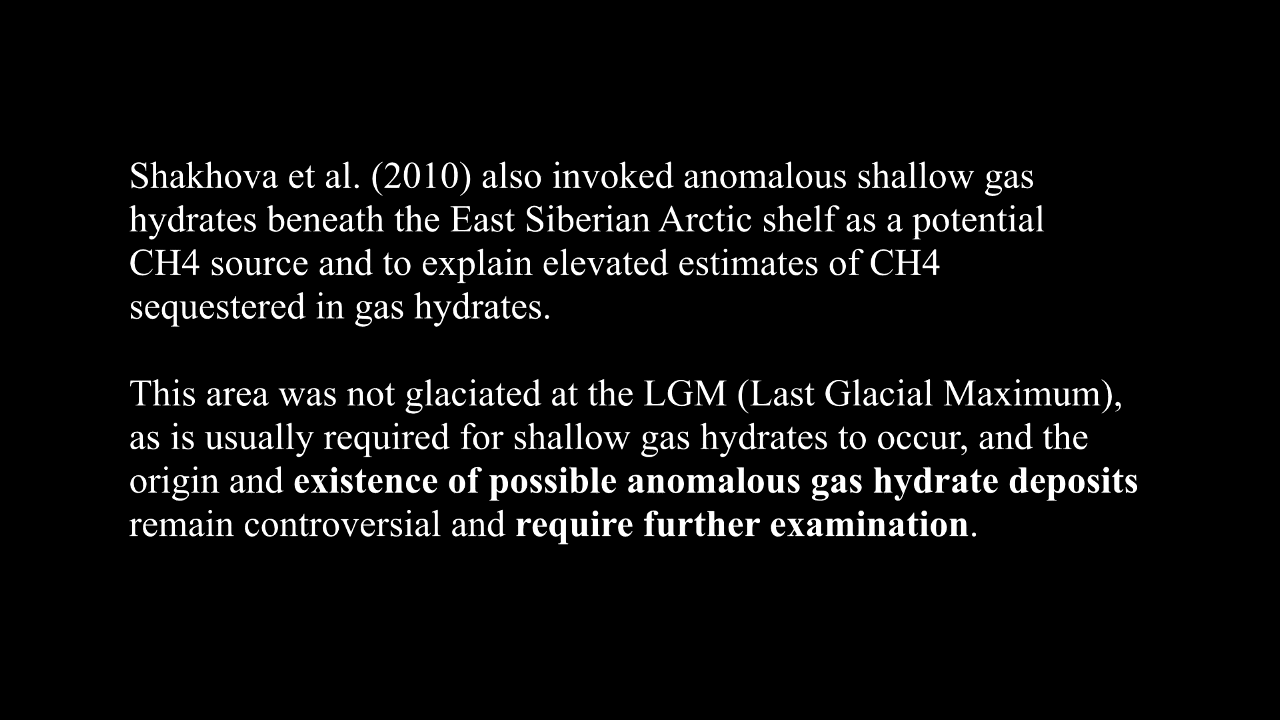 Shakhova et al. (2010) also invoked anomalous shallow gas
hydrates beneath the East Siberian Arctic shelf as a potential
CH4 source and to explain elevated estimates of CH4
sequestered in gas hydrates.
This area was not glaciated at the LGM (Last Glacial Maximum),
as is usually required for shallow gas hydrates to occur, and the
origin and existence of possible anomalous gas hydrate deposits
remain controversial and require further examination.